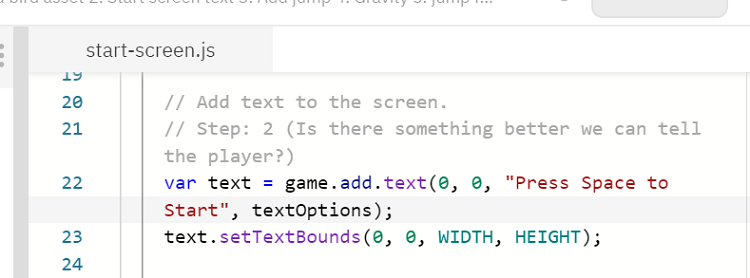 bird asset 2. Start screen text 3. Add jump 4. Gravity 5. jump
start-screen.js
19
20 // Add text to the screen.
21 // Step: 2 (Is there something better we can tell
the player?)
22 var text = game.add.text(0, 0, "Press Space to
Start", textOptions);
23 text.setTextBounds(0, 0, WIDTH, HEIGHT);
24